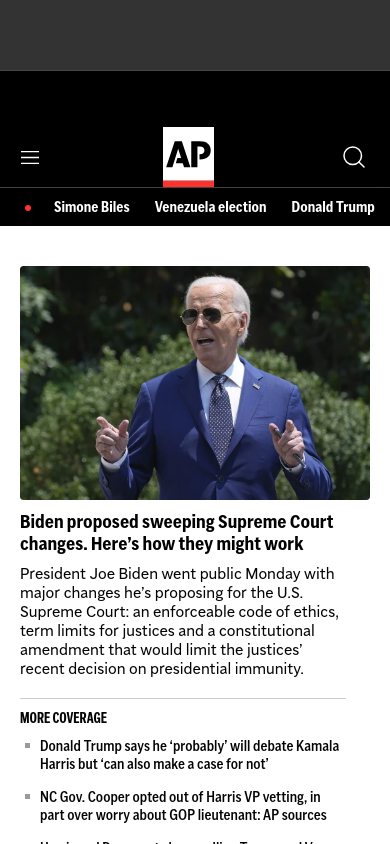 AP
Simone Biles Venezuela election Donald Trump
Biden proposed sweeping Supreme Court
changes. Here’s how they might work
President Joe Biden went public Monday with
major changes he’s proposing for the U.S.
Supreme Court: an enforceable code of ethics,
term limits for justices and a constitutional
amendment that would limit the justices’
recent decision on presidential immunity.
MORE COVERAGE
Donald Trump says he ‘probably’ will debate Kamala
Harris but ‘can also make a case for not’
NC Gov. Cooper opted out of Harris VP vetting, in
part over worry about GOP lieutenant: AP sources